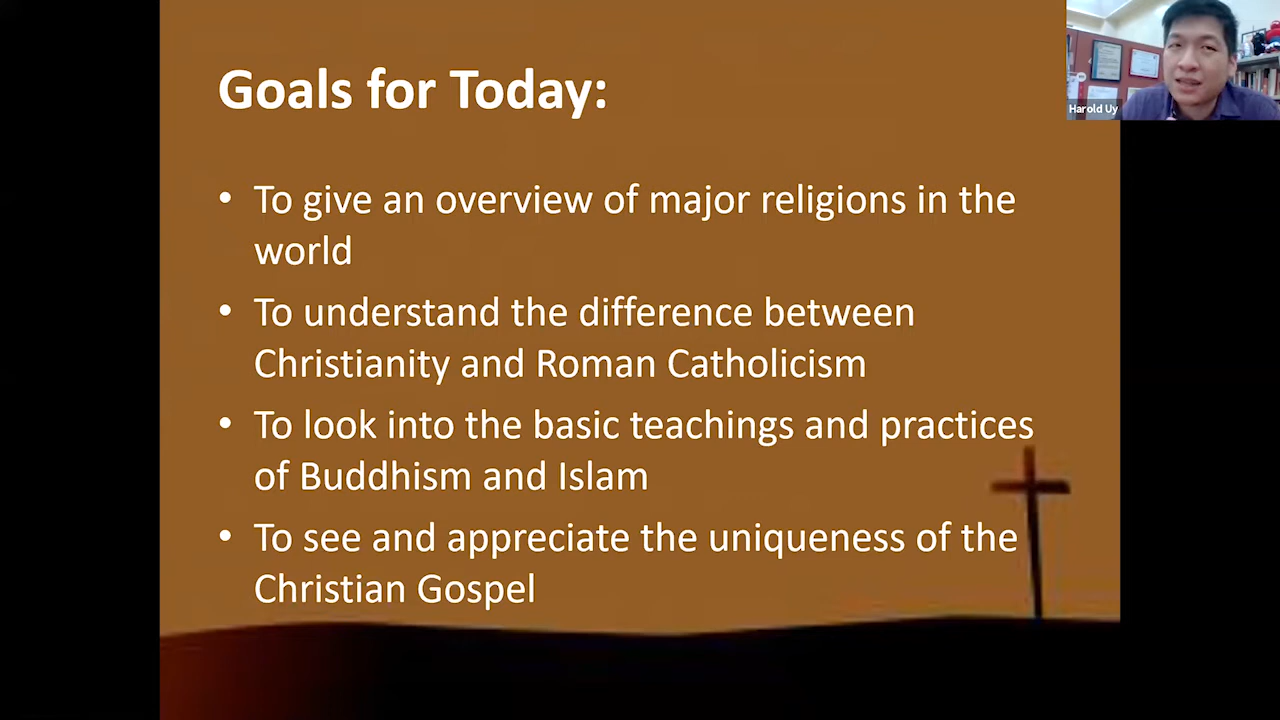 Goals for Today:
• To give an overview of major religions in the
world
• To understand the difference between
Christianity and Roman Catholicism
• To look into the basic teachings and practices
of Buddhism and Islam
• To see and appreciate the uniqueness of the
Christian Gospel
Harold Uy